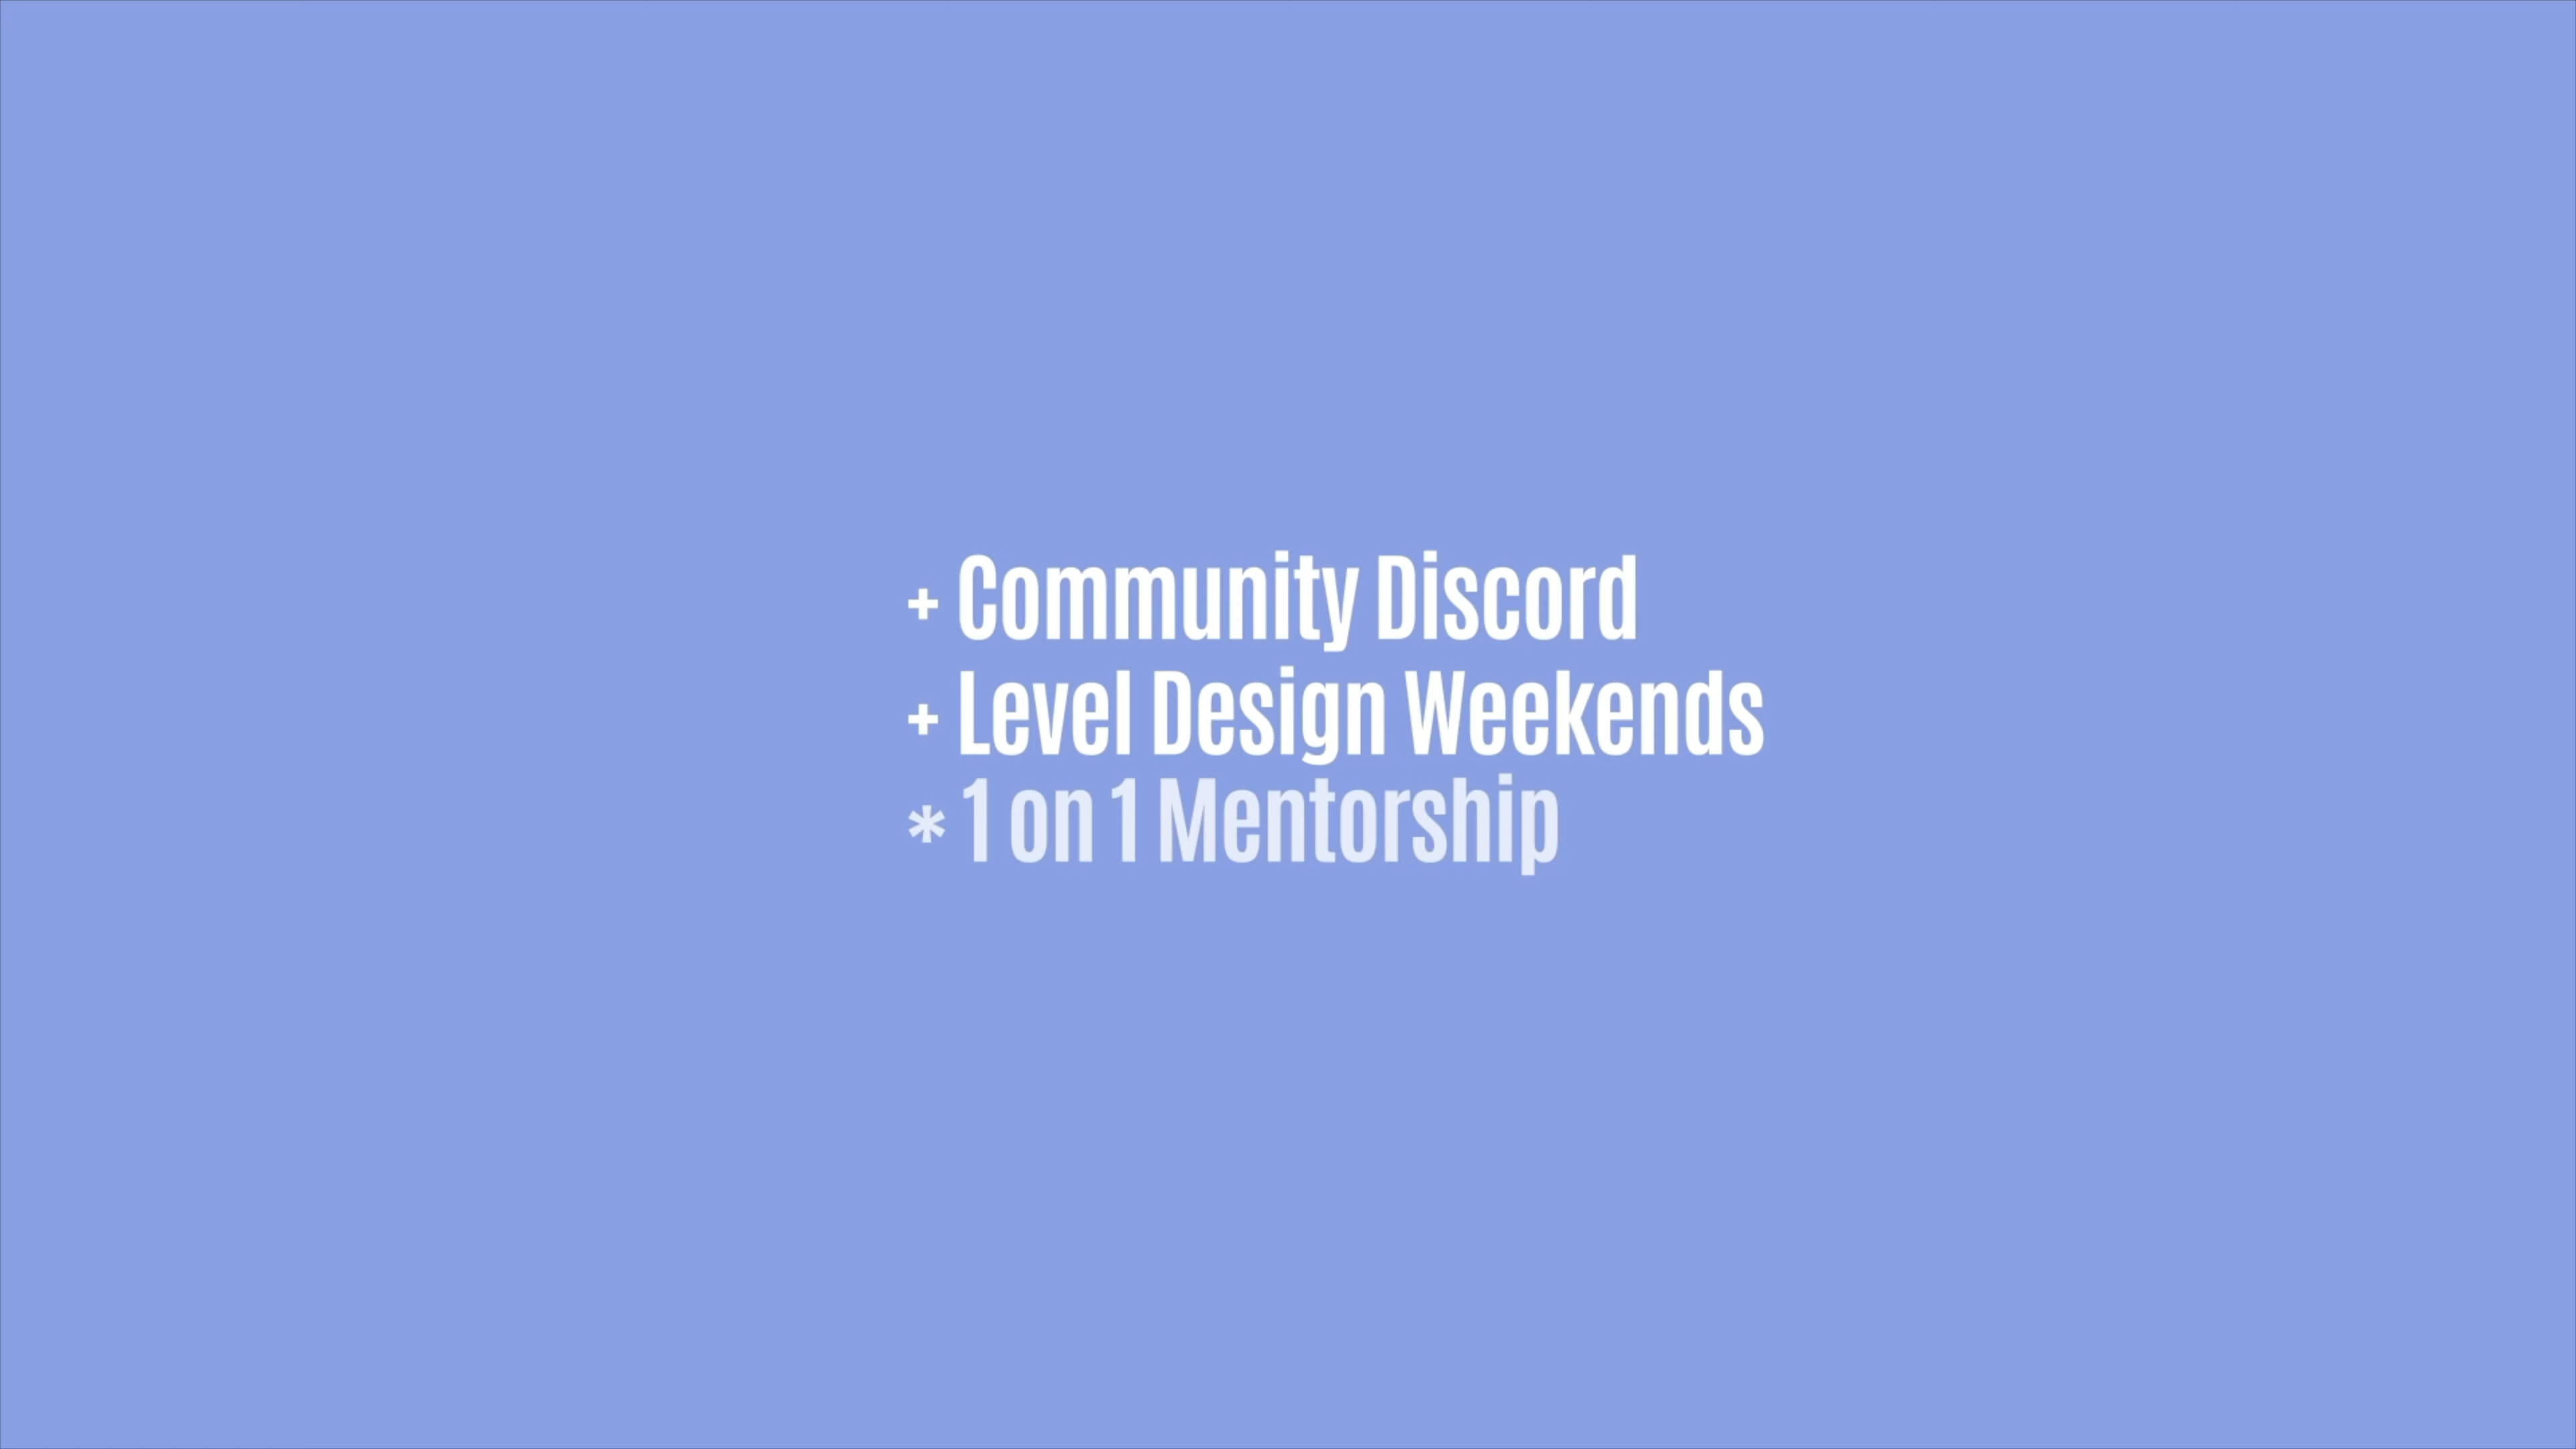 + Community Discord
+ Level Design Weekends
* 1 on 1 Mentorship